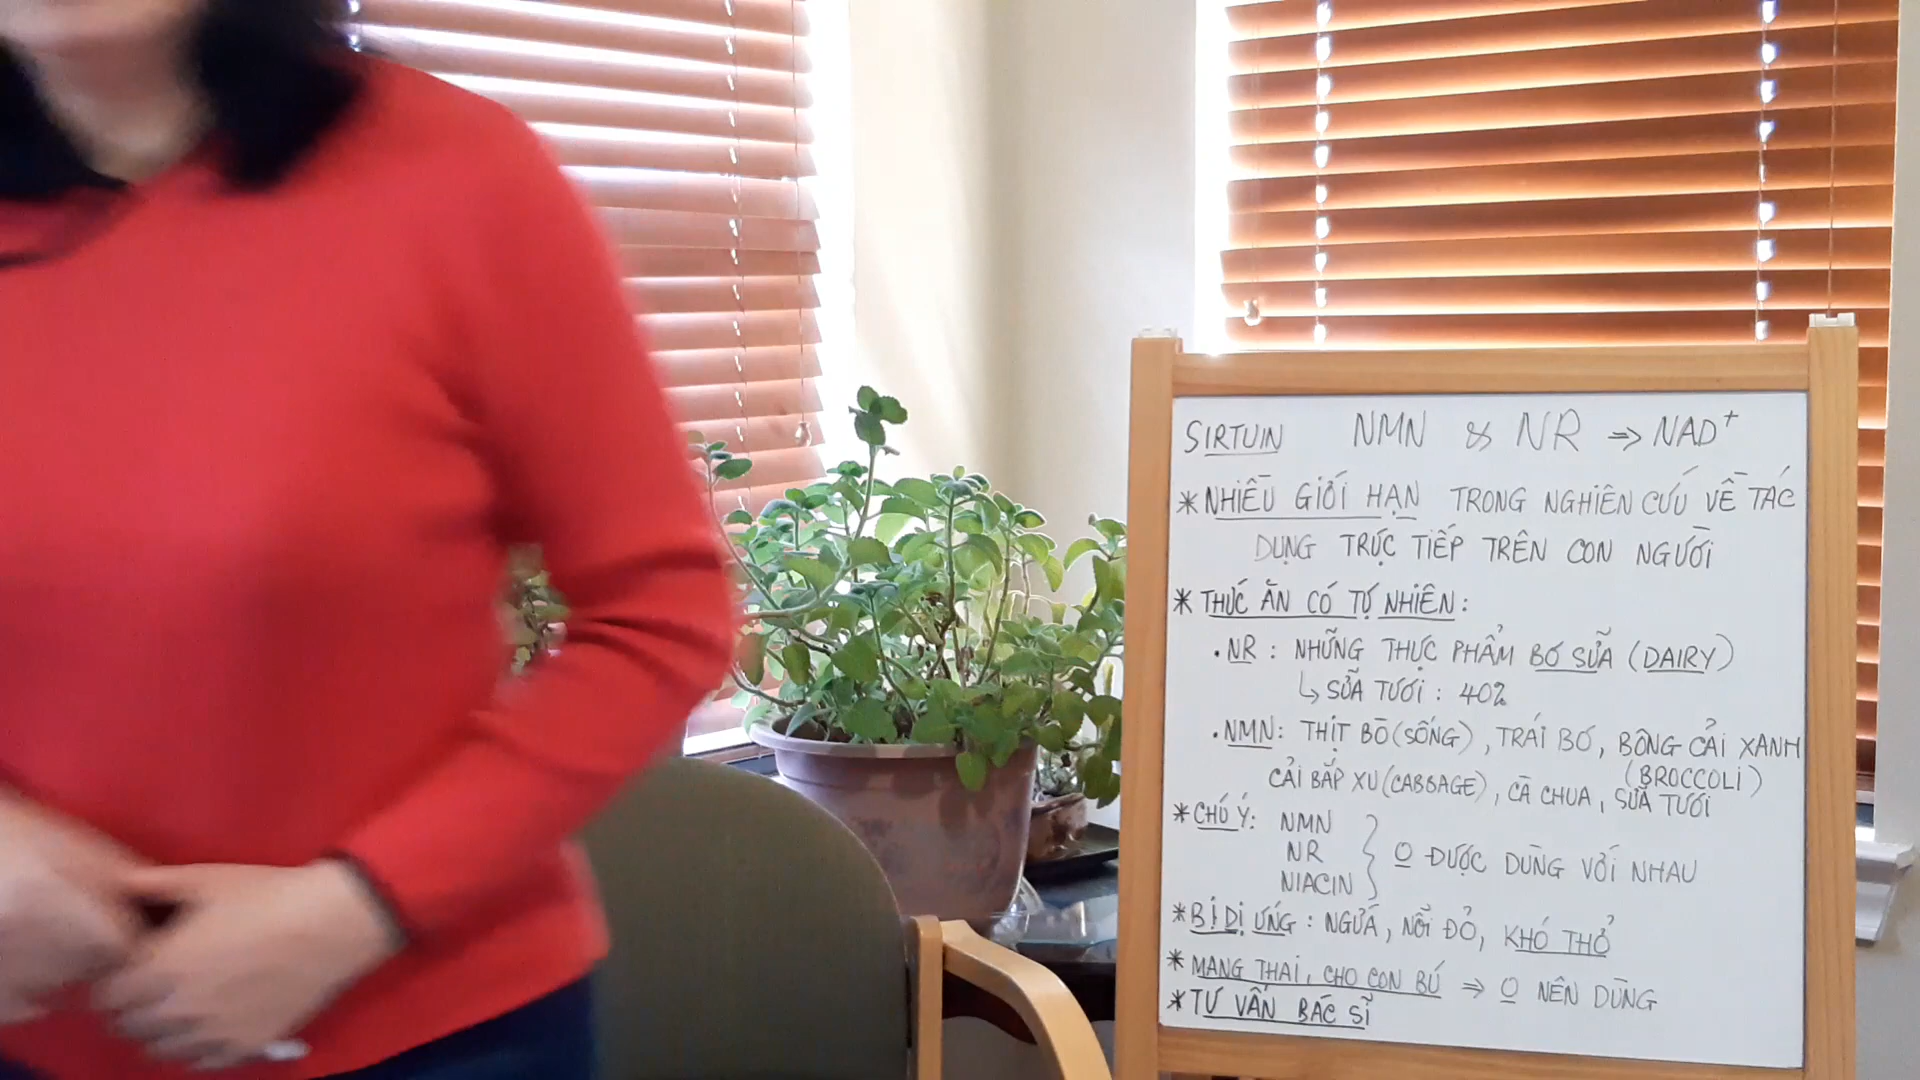 SIRTUIN NMN & NR ⇒ NAD⁺
* NHIỀU GIỚI HẠN TRONG NGHIÊN CỨU VỀ TÁC
DỤNG TRỰC TIẾP TRÊN CON NGƯỜI
* THỨC ĂN CÓ TỰ NHIÊN:
. NR : NHỮNG THỰC PHẨM BƠ SỮA (DAIRY)
↳ SỮA TƯƠI : 40%
. NMN: THỊT BÒ (SỐNG), TRÁI BƠ, BÔNG CẢI XANH
(BROCCOLI)
CẢI BẮP XU (CABBAGE), CÀ CHUA, SỮA TƯƠI
* CHÚ Ý: NMN
NR } O ĐƯỢC DÙNG VỚI NHAU
NIACIN
* BỊ DỊ ỨNG : NGỨA, NỔI ĐỎ, KHÓ THỞ
* MANG THAI, CHO CON BÚ ⇒ O NÊN DÙNG
* TƯ VẤN BÁC SĨ